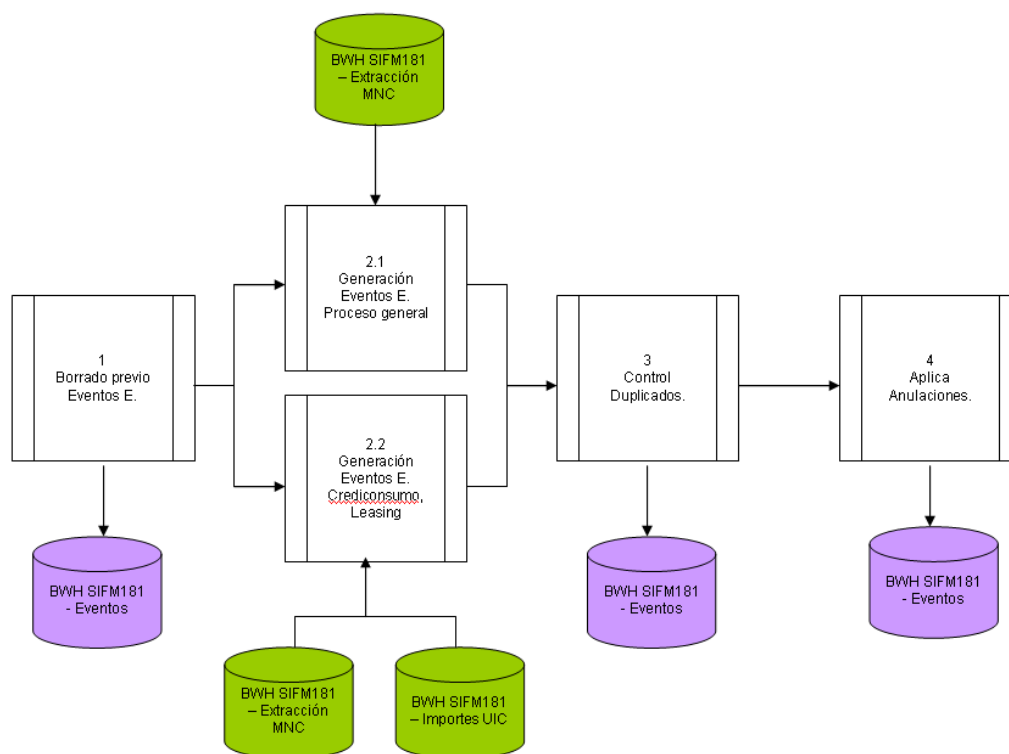 BWH SIFM181
– Extracción
MNC
2.1
Generación
Eventos E.
Proceso general
1
Borrado previo
Eventos E.
3
Control
Duplicados.
4
Aplica
Anulaciones.
2.2
Generación
Eventos E.
Crediconsumo,
Leasing
BWH SIFM181
- Eventos
BWH SIFM181
- Eventos
BWH SIFM181
- Eventos
BWH SIFM181
– Extracción
MNC
BWH SIFM181
– Importes UIC